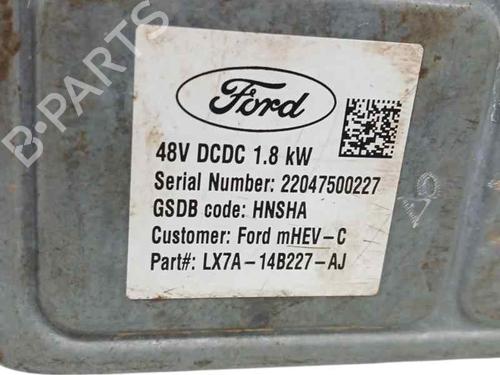 Ford
48V DCDC 1.8 kW
Serial Number: 22047500227
GSDB code: HNSHA
Customer: Ford mHEV-C
Part#: LX7A-14B227-AJ
B-PARTS